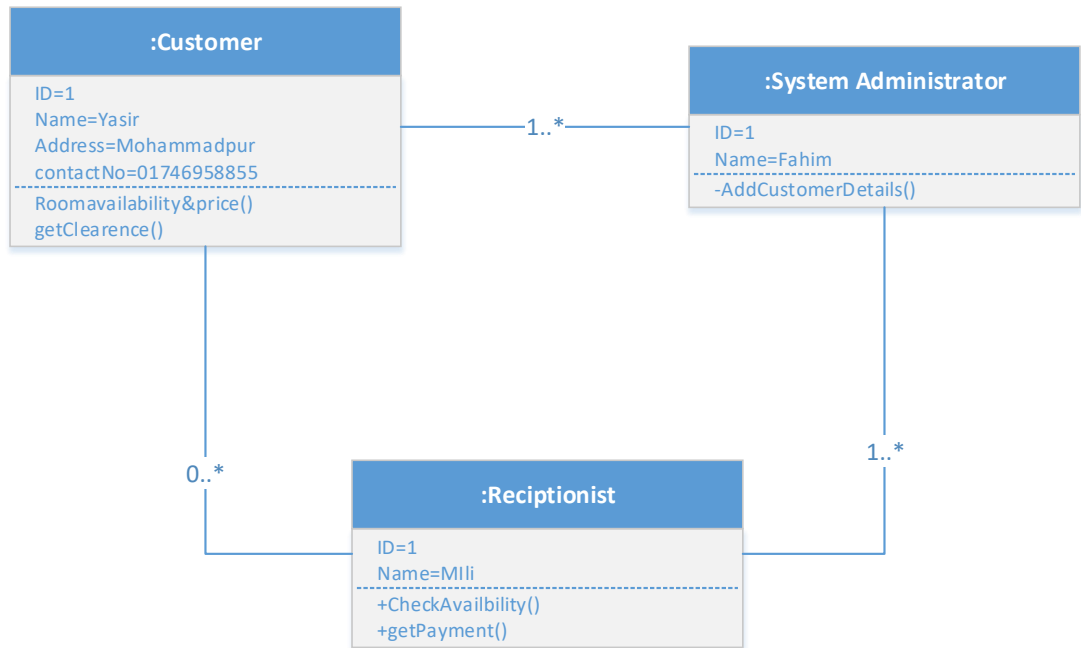 :Customer
ID=1
Name=Yasir
Address=Mohammadpur
contactNo=01746958855
Roomavailability&price()
getClearence()
1..*
:System Administrator
ID=1
Name=Fahim
-AddCustomerDetails()
0..*
1..*
:Reciptionist
ID=1
Name=MIli
+CheckAvailbility()
+getPayment()